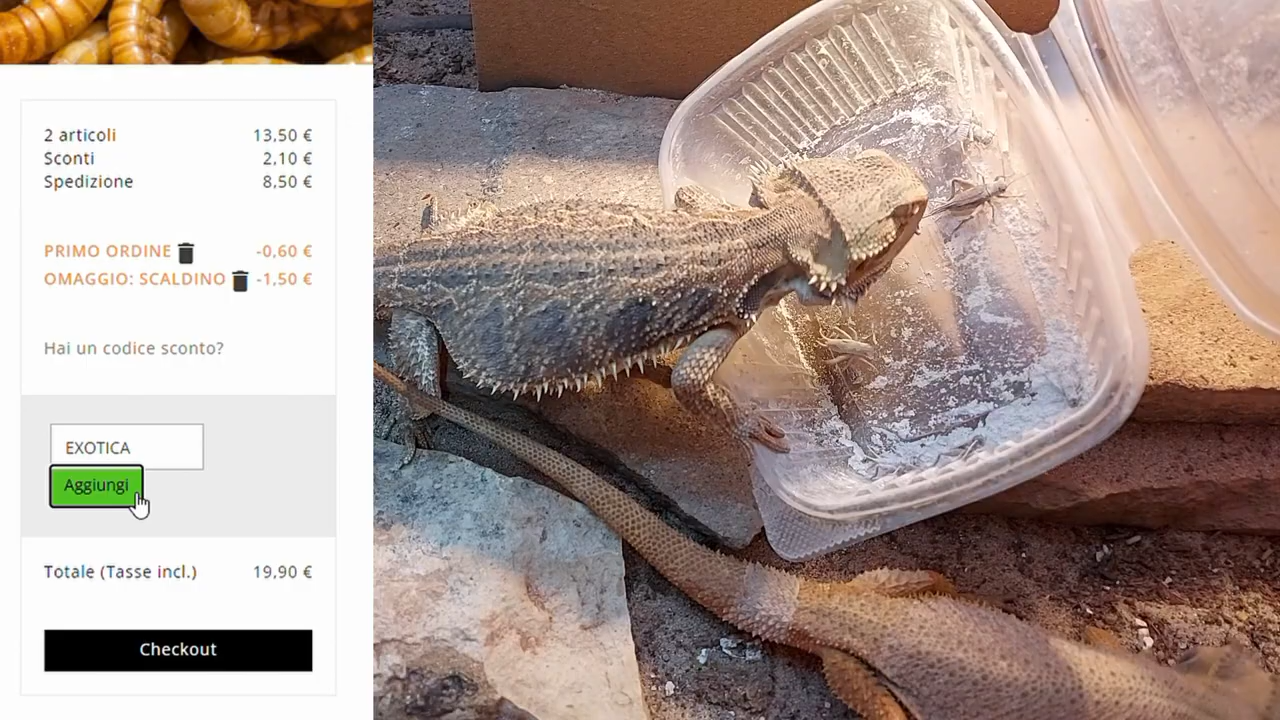 2 articoli 13,50 €
Sconti 2,10 €
Spedizione 8,50 €
PRIMO ORDINE -0,60 €
OMAGGIO: SCALDINO -1,50 €
Hai un codice sconto?
EXOTICA
Aggiungi
Totale (Tasse incl.) 19,90 €
Checkout